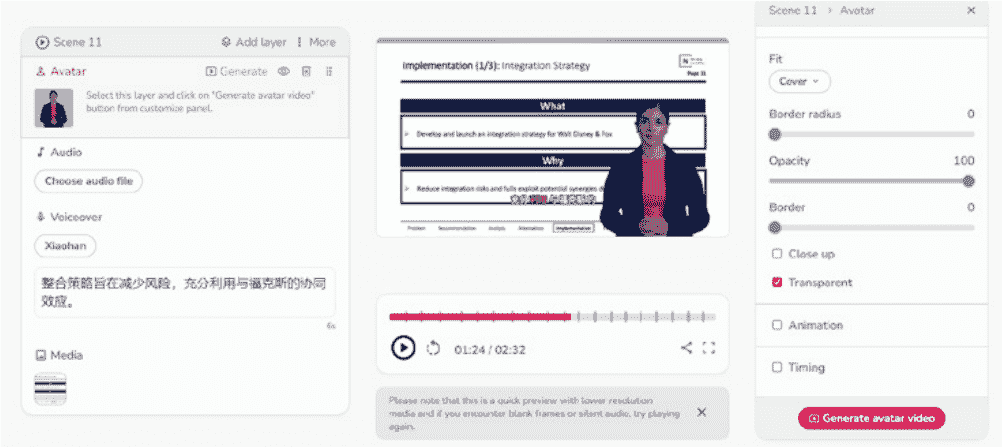 Scene 11
Add layer
More
Avatar
Generate
Select this layer and click on "Generate avatar video"
button from customize panel.
Audio
Choose audio file
Voiceover
Xiaohan
整合策略旨在减少风险，充分利用与福克斯的协同
效应。
6s
Media
Implementation (1/3): Integration Strategy
Page 11
What
Develop and launch an integration strategy for Walt Disney & Fox
Why
Reduce integration risks and fully exploit potential synergies
Problem
Recommendation
Analysis
Alternatives
Implementation
01:24 / 02:32
Please note that this is a quick preview with lower resolution
media and if you encounter blank frames or silent audio, try playing
again.
Scene 11 > Avatar
Fit
Cover
Border radius 0
Opacity 100
Border 0
Close up
Transparent
Animation
Timing
Generate avatar video